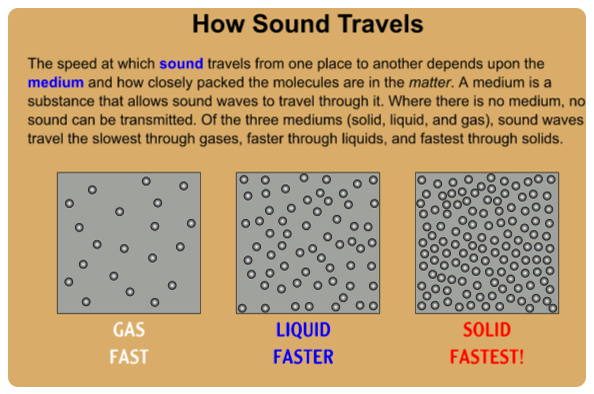 How Sound Travels
The speed at which sound travels from one place to another depends upon the
medium and how closely packed the molecules are in the matter. A medium is a
substance that allows sound waves to travel through it. Where there is no medium, no
sound can be transmitted. Of the three mediums (solid, liquid, and gas), sound waves
travel the slowest through gases, faster through liquids, and fastest through solids.
GAS LIQUID SOLID
FAST FASTER FASTEST!